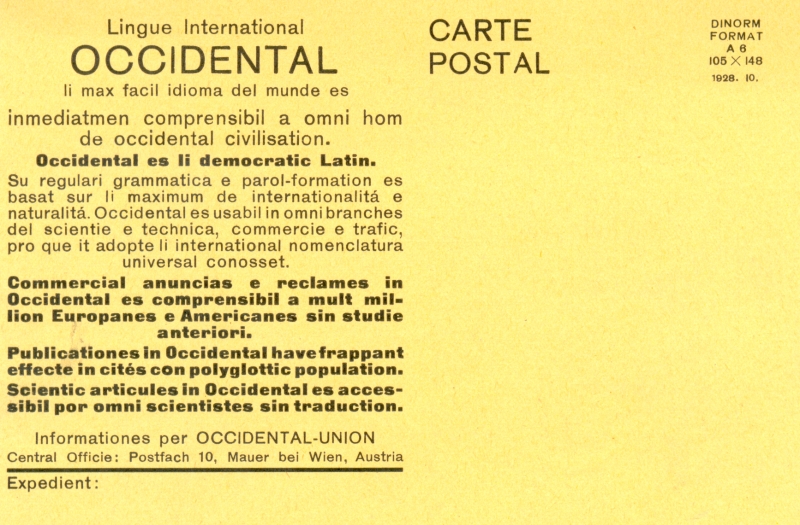 Lingue International
OCCIDENTAL
li max facil idioma del munde es
inmediatmen comprensibil a omni hom
de occidental civilisation.
Occidental es li democratic Latin.
Su regulari grammatica e parol-formation es
basat sur li maximum de internationalitá e
naturalitá. Occidental es usabil in omni branches
del scientie e technica, commercie e trafic,
pro que it adopte li international nomenclatura
universal conosset.
Commercial anuncias e reclames in
Occidental es comprensibil a mult mil-
lion Europanes e Americanes sin studie
anteriori.
Publicationes in Occidental have frappant
effecte in cités con polyglottic population.
Scientic articules in Occidental es acces-
sibil por omni scientistes sin traduction.
Informationes per OCCIDENTAL-UNION
Central Officie: Postfach 10, Mauer bei Wien, Austria
Expedient:
CARTE
POSTAL
DINORM
FORMAT
A 6
105 × 148
1928. 10.